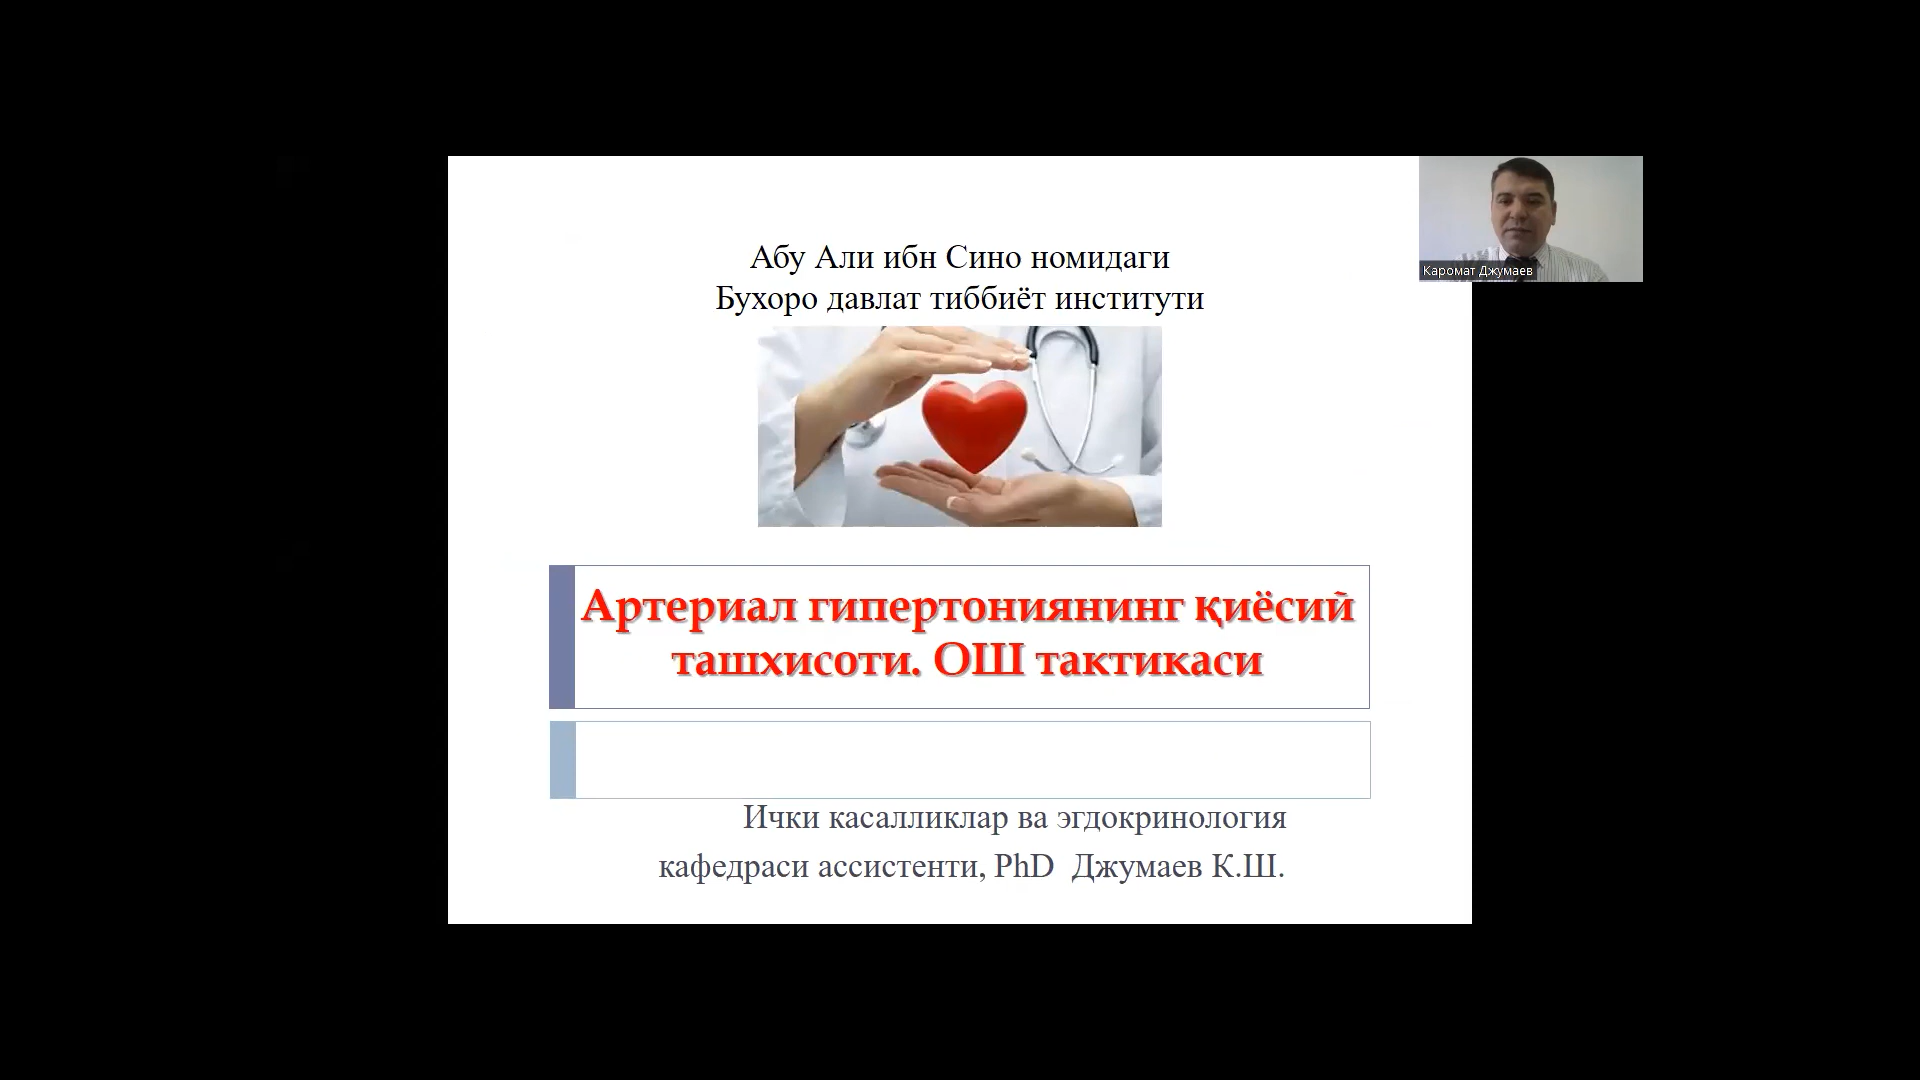 Абу Али ибн Сино номидаги
Бухоро давлат тиббиёт институти
Каромат Джумаев
Артериал гипертониянинг қиёсий
ташхисоти. ОШ тактикаси
Ички касалликлар ва эгдокринология
кафедраси ассистенти, PhD Джумаев К.Ш.